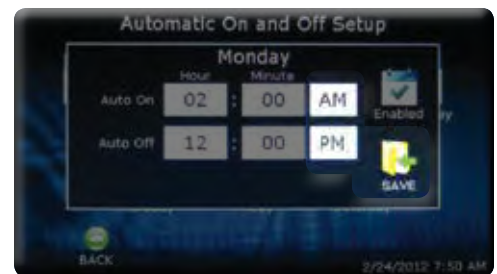 Automatic On and Off Setup
Monday
Hour Minute
Auto On 02 : 00 AM
Enabled
Auto Off 12 : 00 PM
SAVE
BACK
2/24/2012 7:50 AM